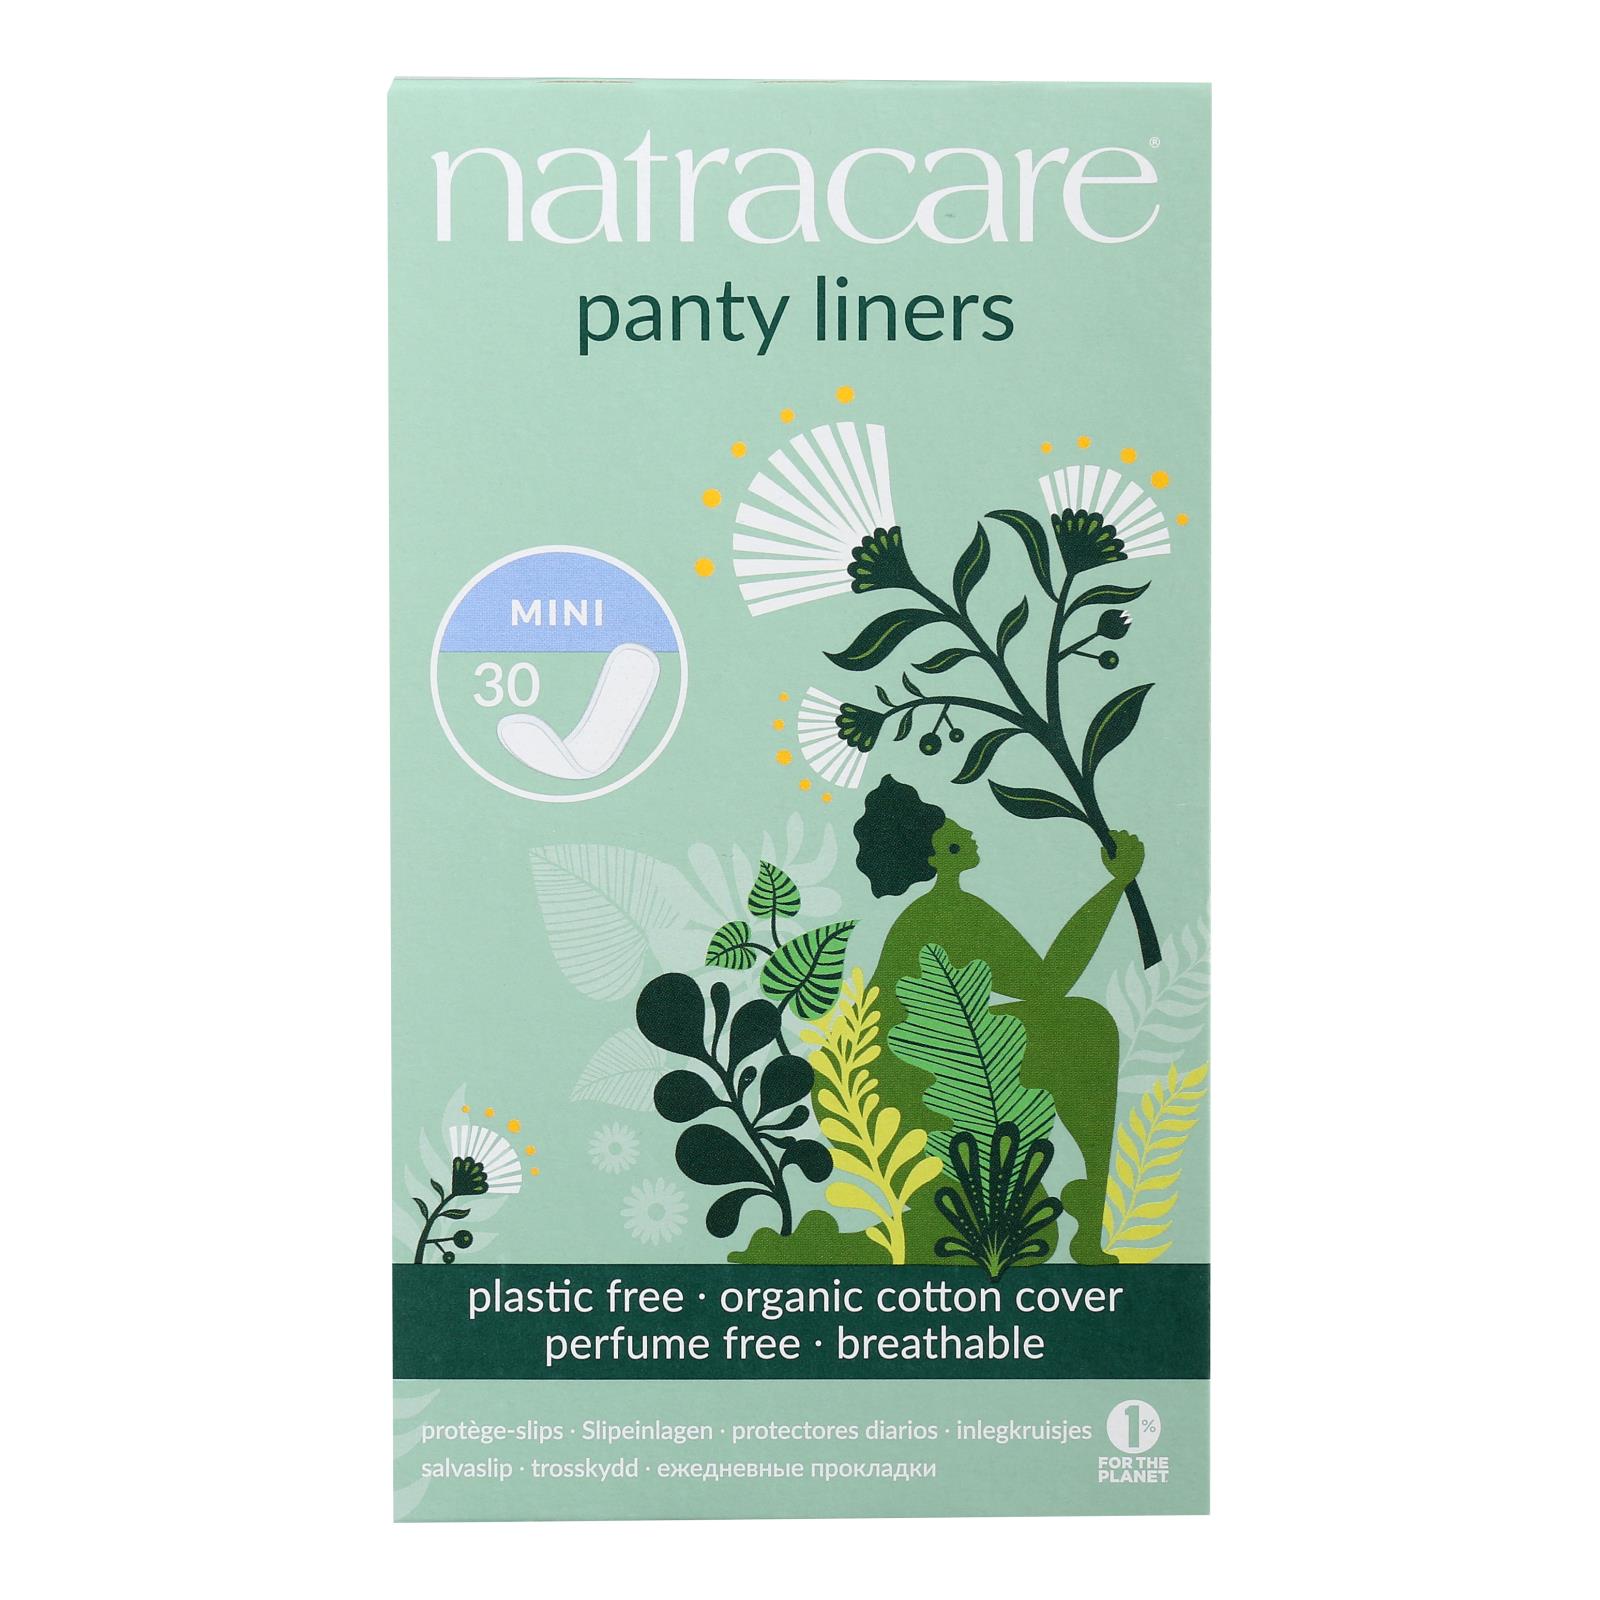 natracare®
panty liners
MINI
30
plastic free · organic cotton cover
perfume free · breathable
protège-slips · Slipeinlagen · protectores diarios · inlegkruisjes
salvaslip · trosskydd · ежедневные прокладки
1%
FOR THE
PLANET